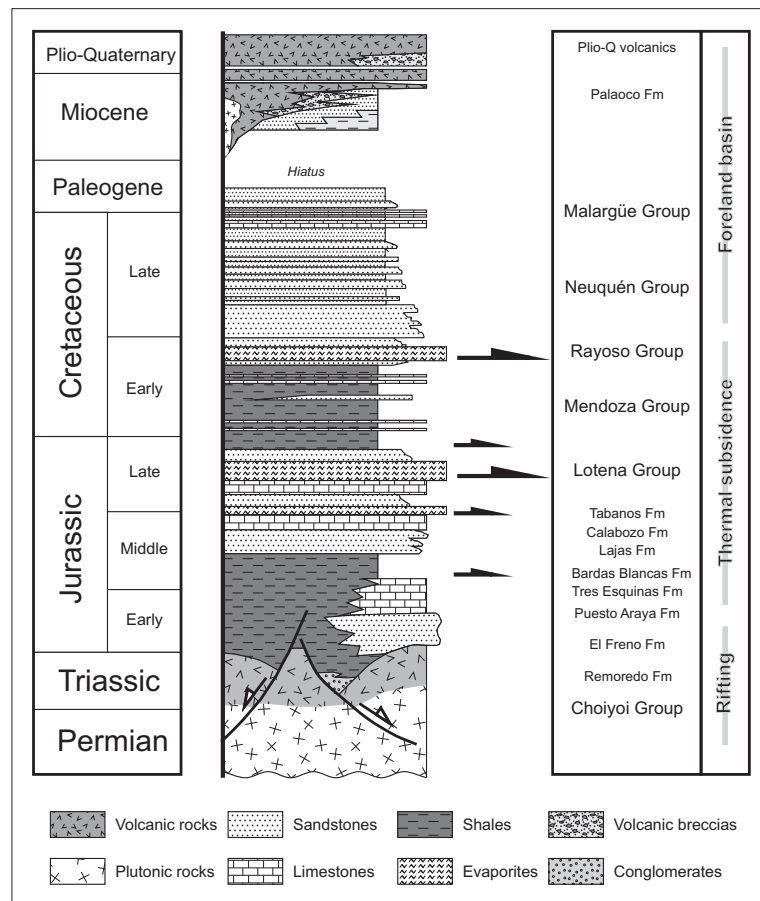 Plio-Quaternary
Miocene
Paleogene
Cretaceous
Late
Early
Jurassic
Late
Middle
Early
Triassic
Permian
Hiatus
Plio-Q volcanics
Palaoco Fm
Malargüe Group
Neuquén Group
Rayoso Group
Mendoza Group
Lotena Group
Tabanos Fm
Calabozo Fm
Lajas Fm
Bardas Blancas Fm
Tres Esquinas Fm
Puesto Araya Fm
El Freno Fm
Remoredo Fm
Choiyoi Group
Foreland basin
Thermal subsidence
Rifting
Volcanic rocks
Sandstones
Shales
Volcanic breccias
Plutonic rocks
Limestones
Evaporites
Conglomerates